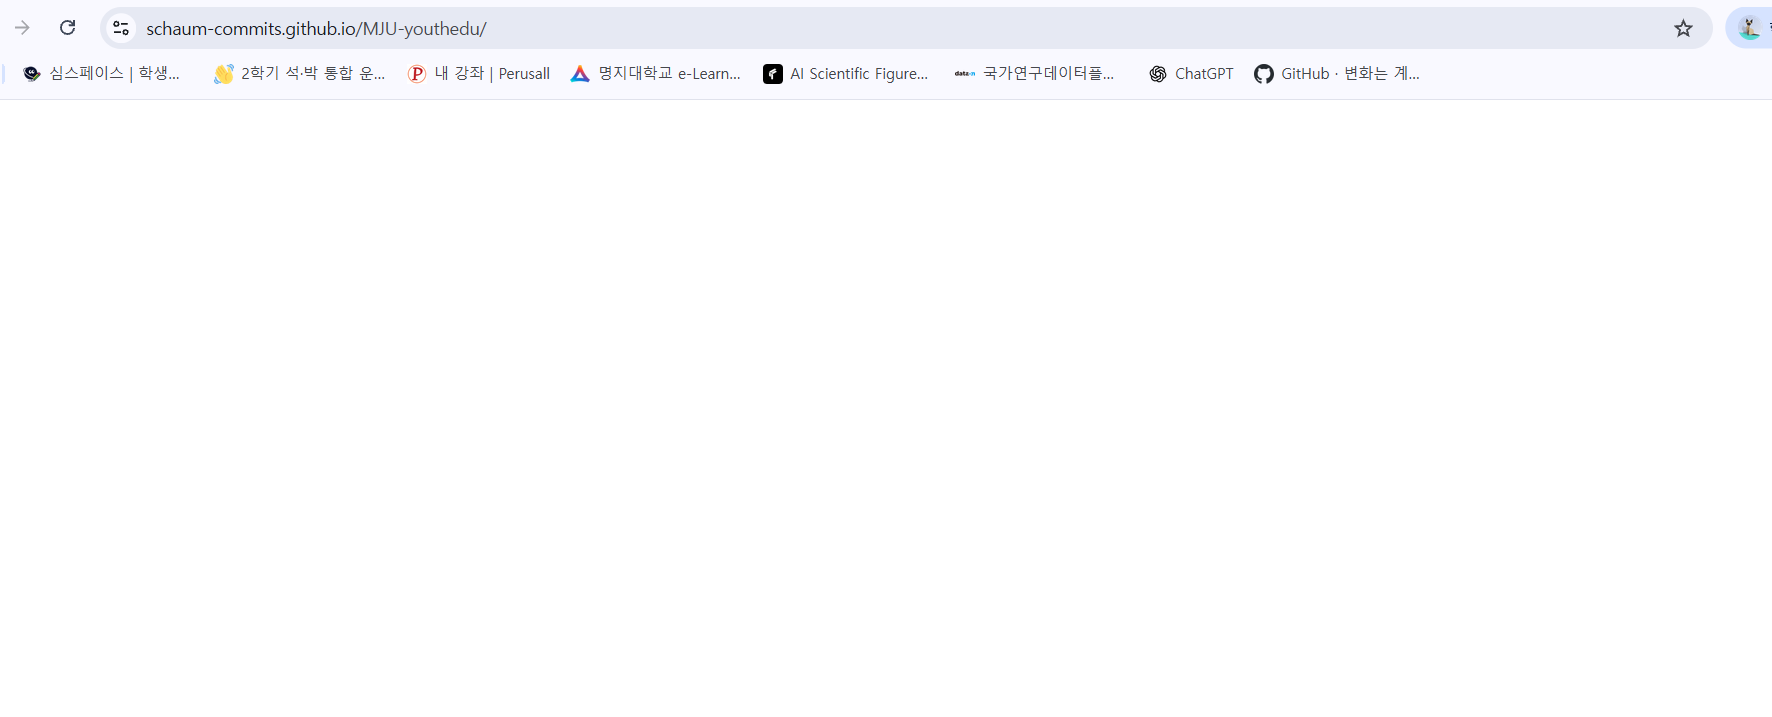 schaum-commits.github.io/MJU-youthedu/
심스페이스 | 학생...
2학기 석·박 통합 운...
내 강좌 | Perusall
명지대학교 e-Learn...
AI Scientific Figure...
국가연구데이터플...
ChatGPT
GitHub · 변화는 계...